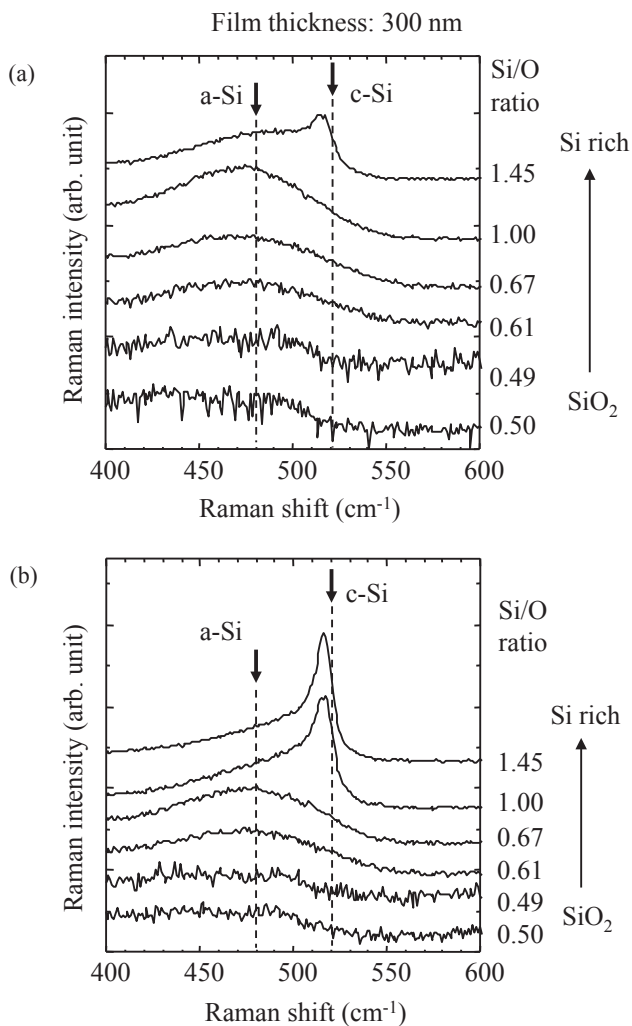 Film thickness: 300 nm
(a)
a-Si
c-Si
Si/O
ratio
Si rich
1.45
1.00
0.67
0.61
0.49
0.50
SiO₂
Raman intensity (arb. unit)
400 450 500 550 600
Raman shift (cm⁻¹)
(b)
a-Si
c-Si
Si/O
ratio
Si rich
1.45
1.00
0.67
0.61
0.49
0.50
SiO₂
Raman intensity (arb. unit)
400 450 500 550 600
Raman shift (cm⁻¹)